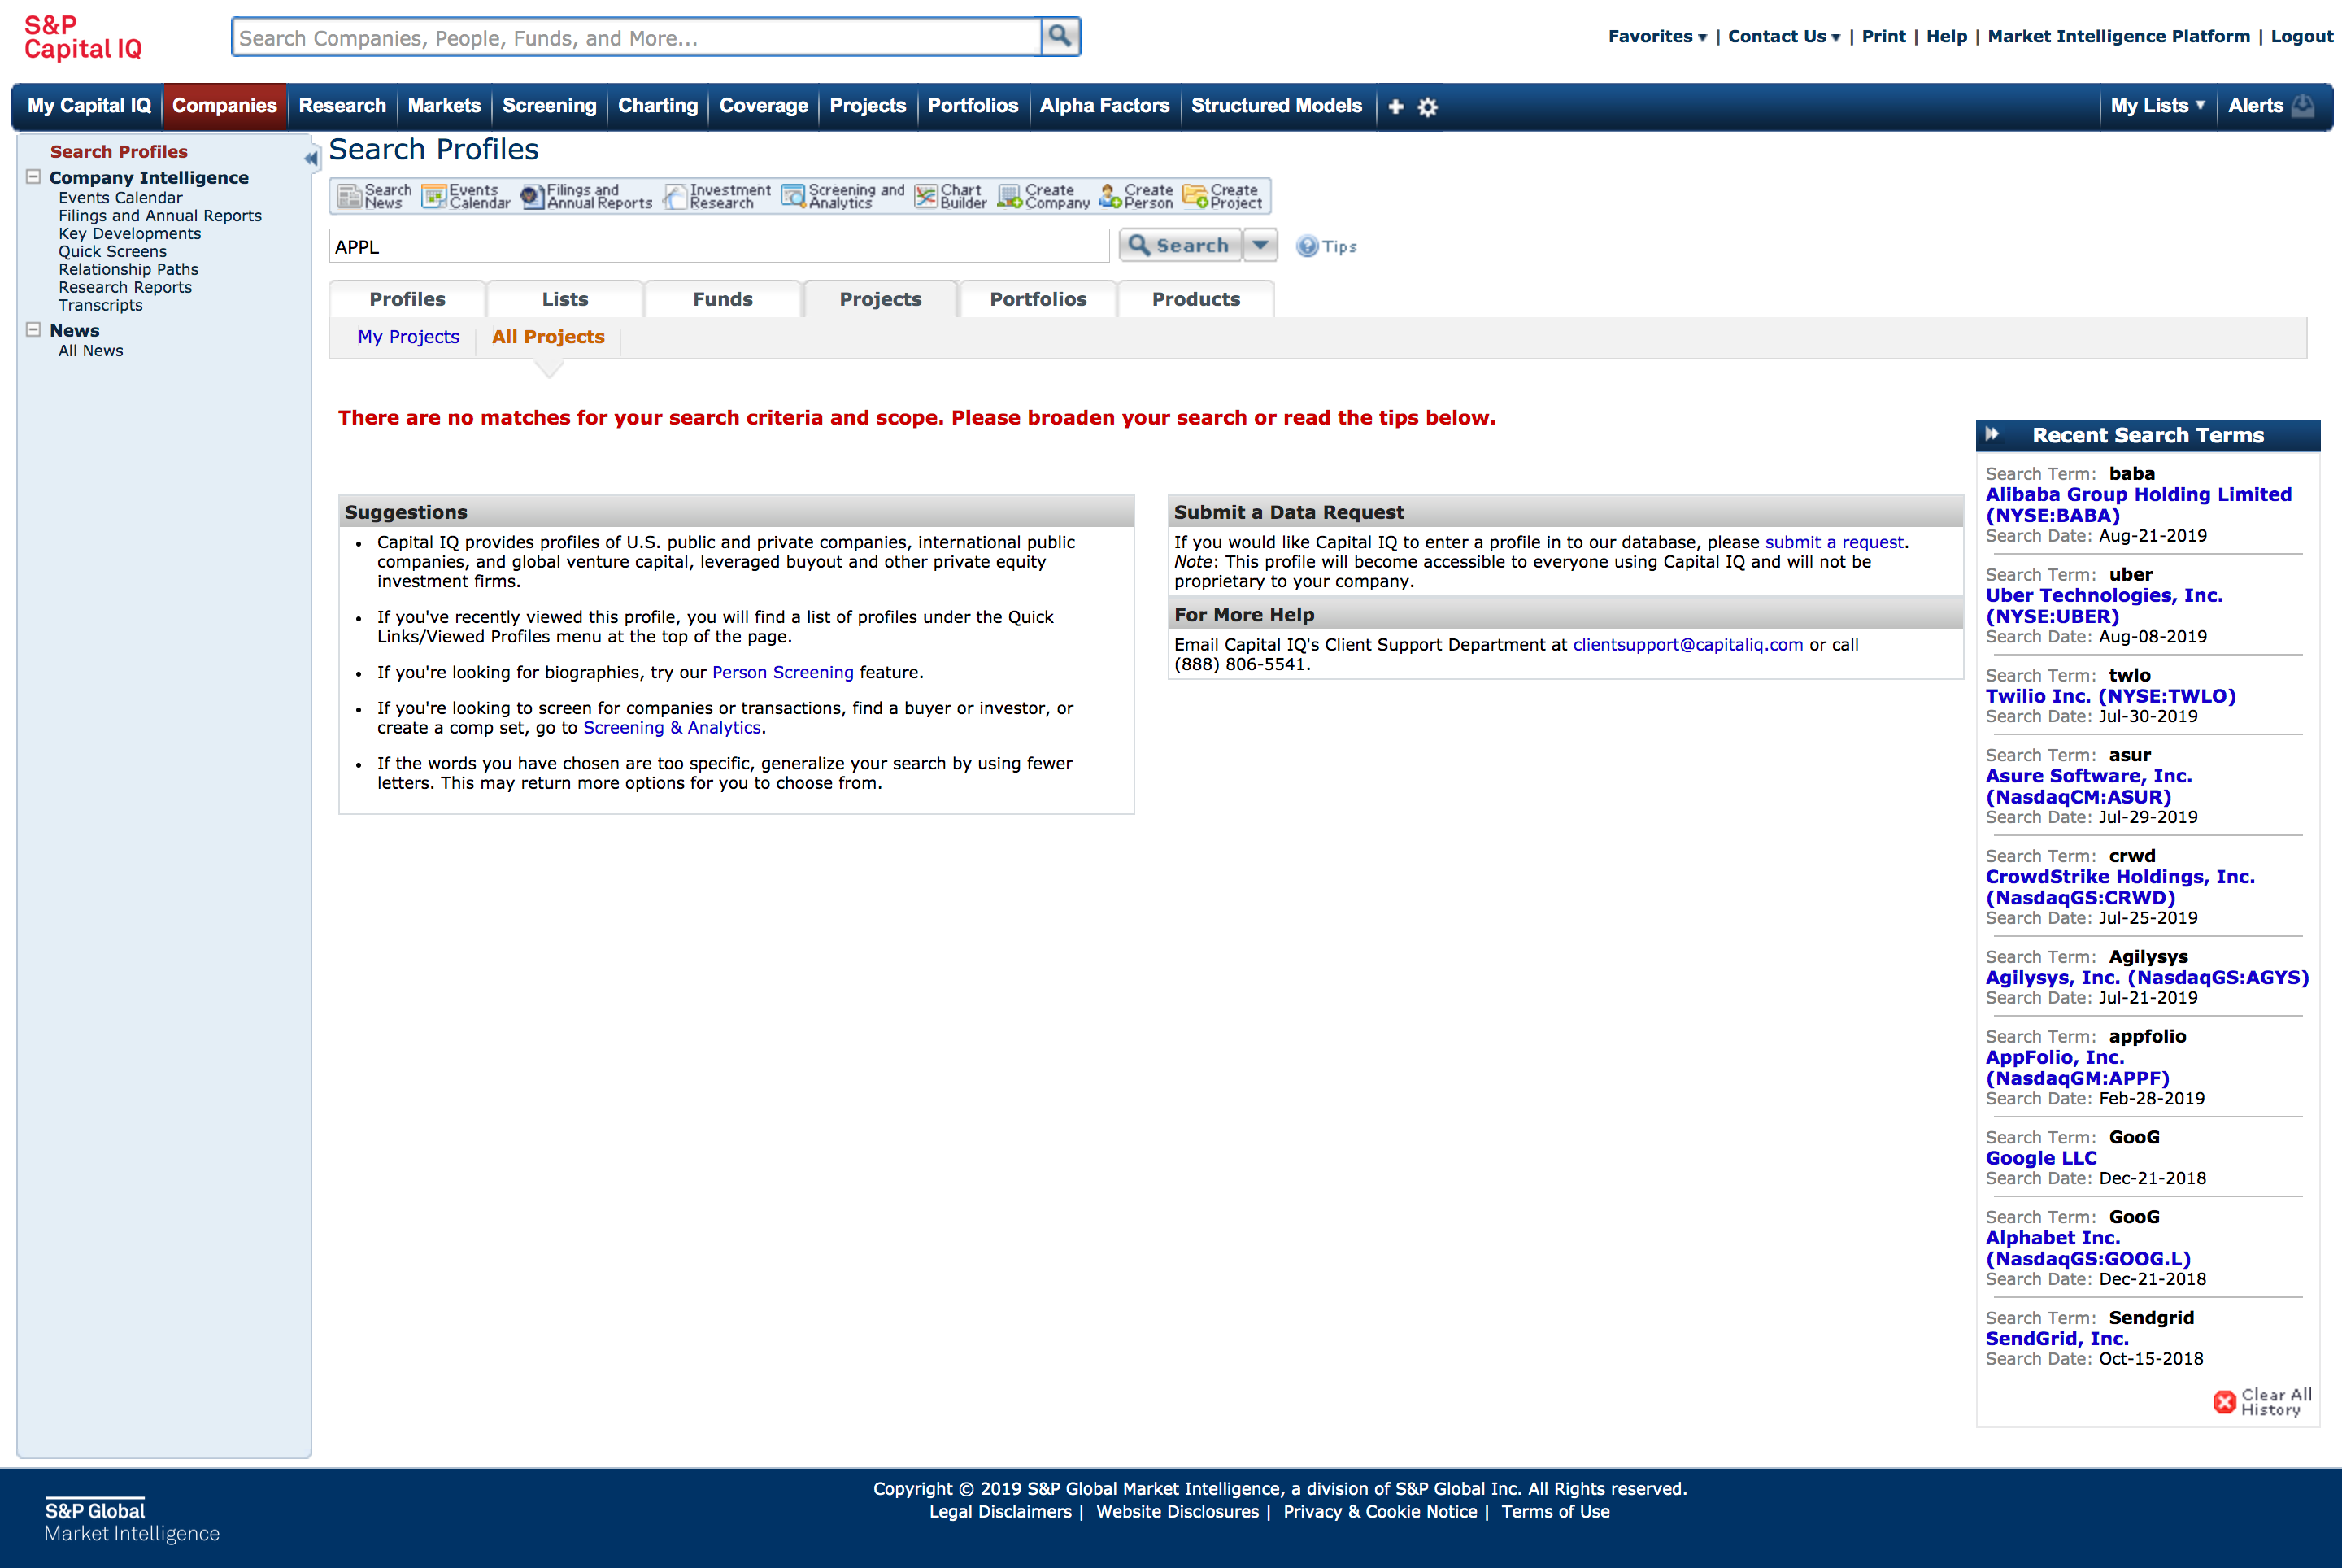 S&P
Capital IQ
Search Companies, People, Funds, and More...
Favorites | Contact Us | Print | Help | Market Intelligence Platform | Logout
My Capital IQ Companies Research Markets Screening Charting Coverage Projects Portfolios Alpha Factors Structured Models My Lists Alerts
Search Profiles
Company Intelligence
Events Calendar
Filings and Annual Reports
Key Developments
Quick Screens
Relationship Paths
Research Reports
Transcripts
News
All News
Search Profiles
Search News
Events Calendar
Filings and Annual Reports
Investment Research
Screening and Analytics
Chart Builder
Create Company
Create Person
Create Project
APPL
Search
Tips
Profiles Lists Funds Projects Portfolios Products
My Projects All Projects
There are no matches for your search criteria and scope. Please broaden your search or read the tips below.
Suggestions
• Capital IQ provides profiles of U.S. public and private companies, international public
companies, and global venture capital, leveraged buyout and other private equity
investment firms.
• If you've recently viewed this profile, you will find a list of profiles under the Quick
Links/Viewed Profiles menu at the top of the page.
• If you're looking for biographies, try our Person Screening feature.
• If you're looking to screen for companies or transactions, find a buyer or investor, or
create a comp set, go to Screening & Analytics.
• If the words you have chosen are too specific, generalize your search by using fewer
letters. This may return more options for you to choose from.
Submit a Data Request
If you would like Capital IQ to enter a profile in to our database, please submit a request.
Note: This profile will become accessible to everyone using Capital IQ and will not be
proprietary to your company.
For More Help
Email Capital IQ's Client Support Department at clientsupport@capitaliq.com or call
(888) 806-5541.
Recent Search Terms
Search Term: baba
Alibaba Group Holding Limited
(NYSE:BABA)
Search Date: Aug-21-2019
Search Term: uber
Uber Technologies, Inc.
(NYSE:UBER)
Search Date: Aug-08-2019
Search Term: twlo
Twilio Inc. (NYSE:TWLO)
Search Date: Jul-30-2019
Search Term: asur
Asure Software, Inc.
(NasdaqCM:ASUR)
Search Date: Jul-29-2019
Search Term: crwd
CrowdStrike Holdings, Inc.
(NasdaqGS:CRWD)
Search Date: Jul-25-2019
Search Term: Agilysys
Agilysys, Inc. (NasdaqGS:AGYS)
Search Date: Jul-21-2019
Search Term: appfolio
AppFolio, Inc.
(NasdaqGM:APPF)
Search Date: Feb-28-2019
Search Term: GooG
Google LLC
Search Date: Dec-21-2018
Search Term: GooG
Alphabet Inc.
(NasdaqGS:GOOG.L)
Search Date: Dec-21-2018
Search Term: Sendgrid
SendGrid, Inc.
Search Date: Oct-15-2018
Clear All
History
S&P Global
Market Intelligence
Copyright © 2019 S&P Global Market Intelligence, a division of S&P Global Inc. All Rights reserved.
Legal Disclaimers | Website Disclosures | Privacy & Cookie Notice | Terms of Use